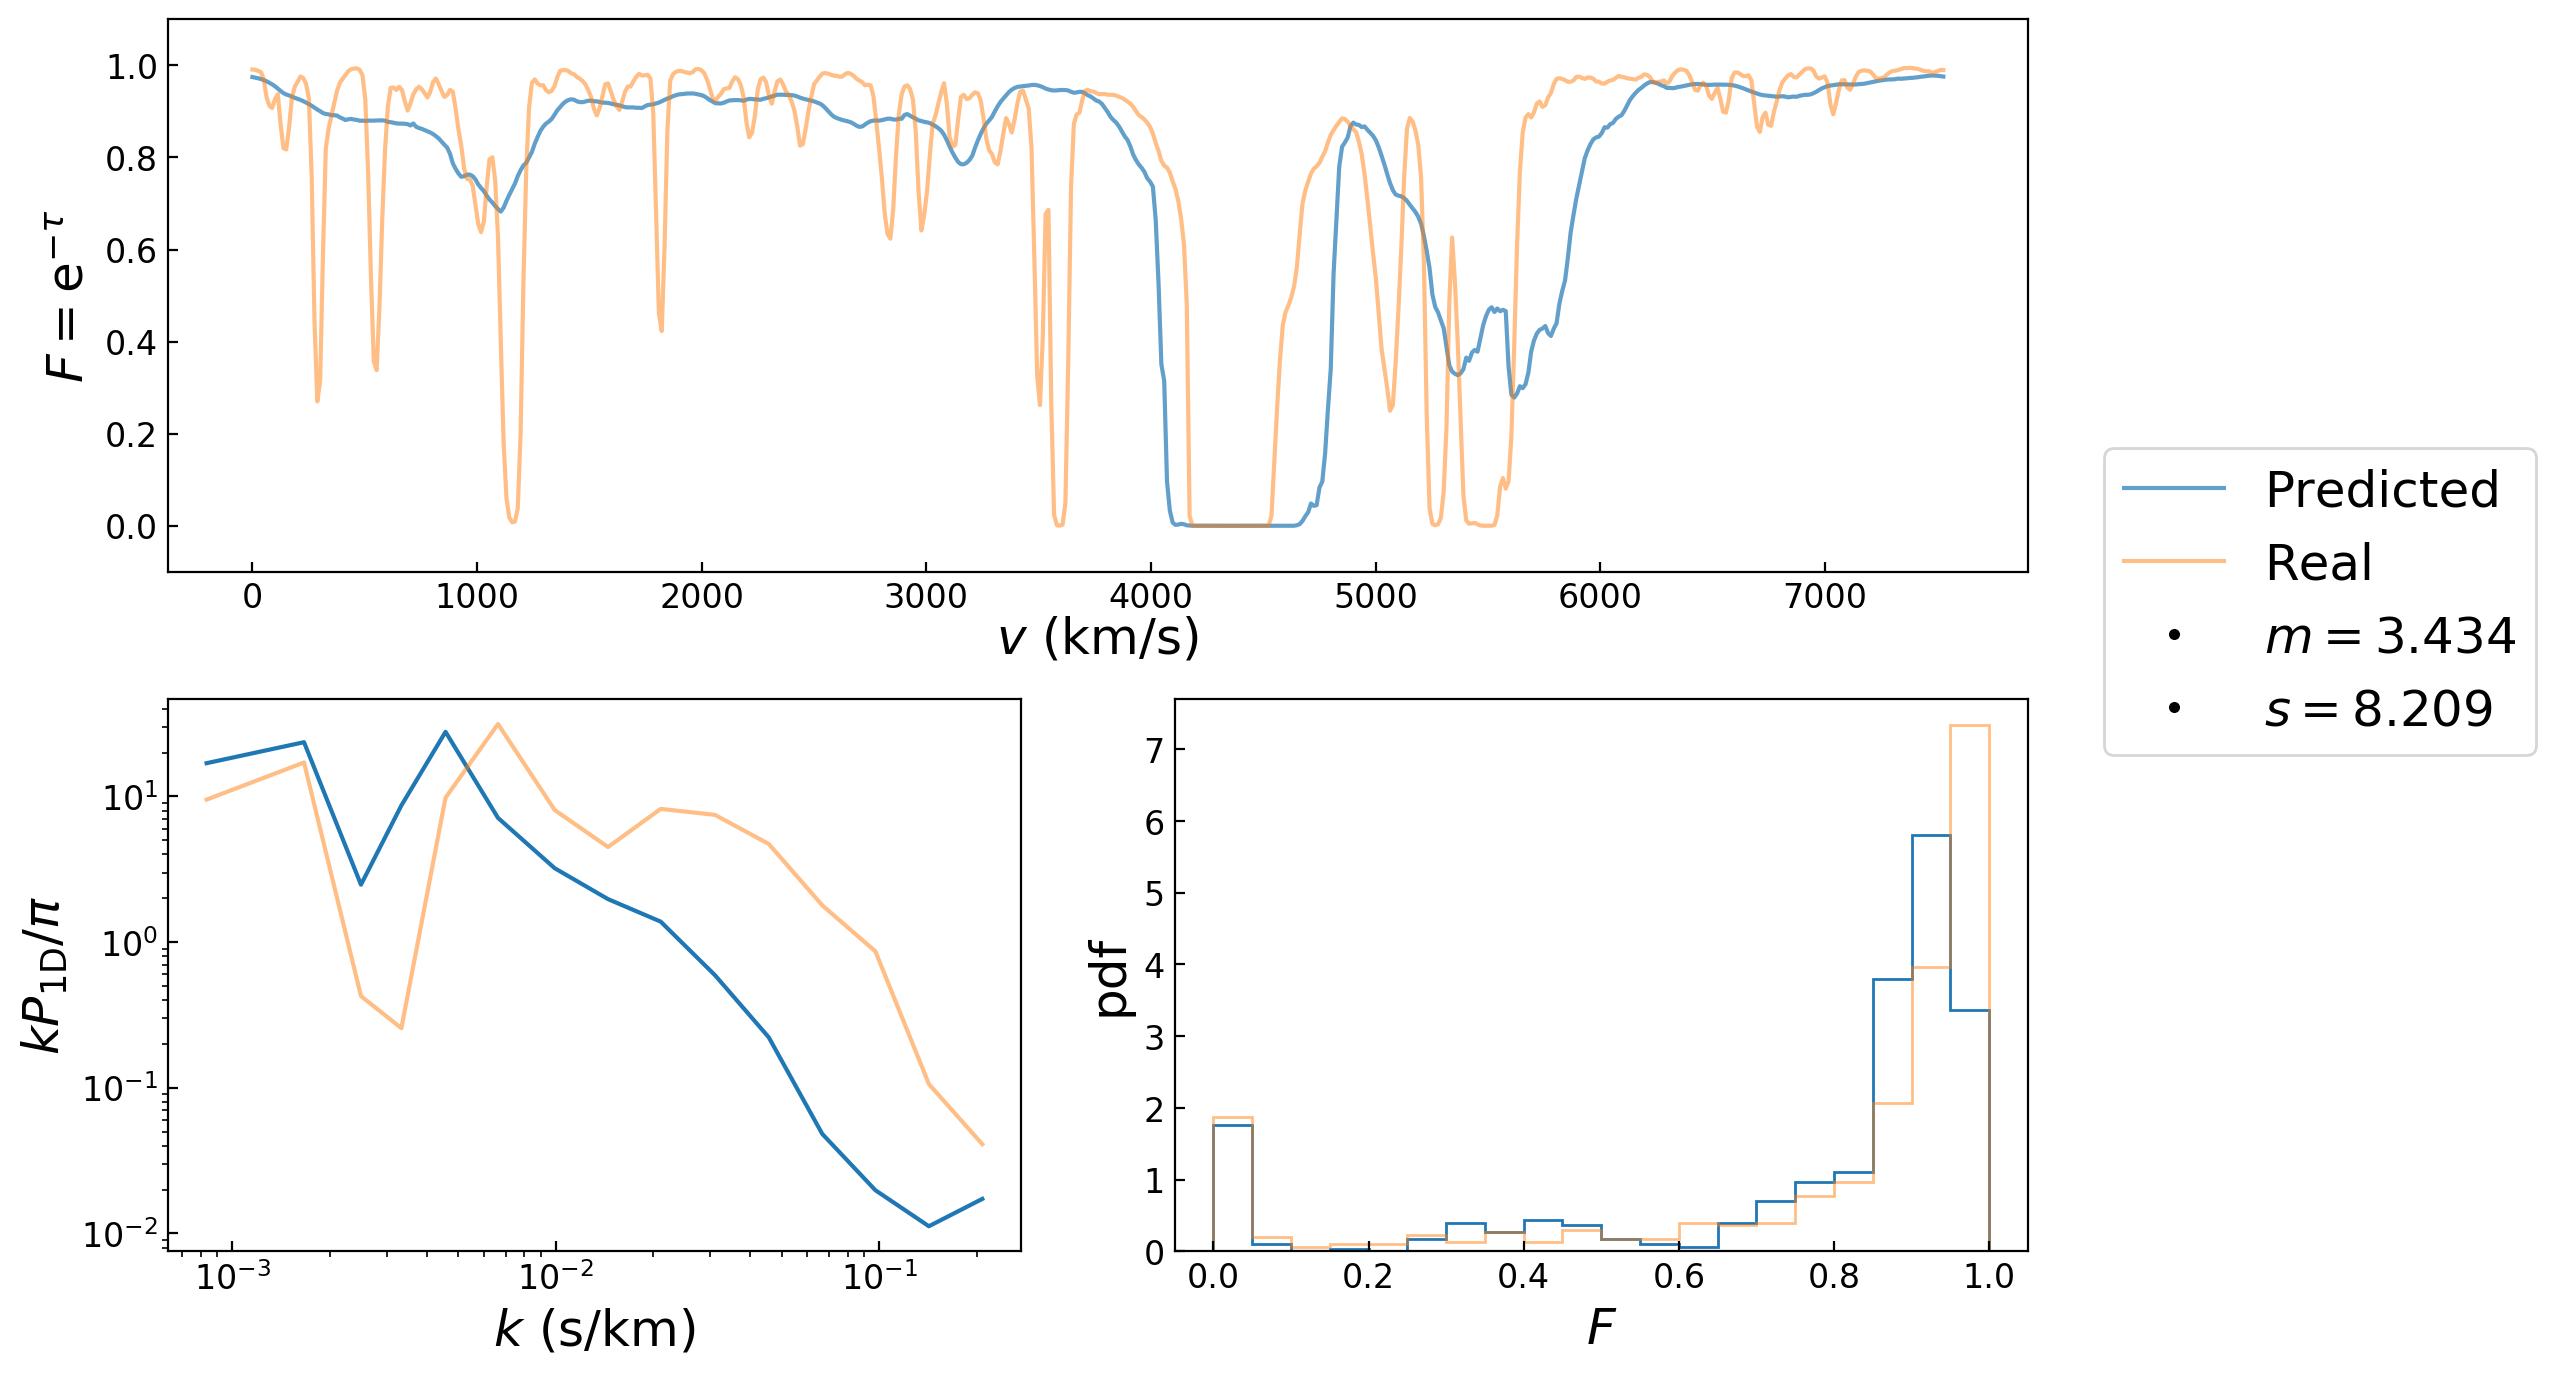 F = e^{−τ}
1.0
0.8
0.6
0.4
0.2
0.0
0 1000 2000 3000 4000 5000 6000 7000
v (km/s)
Predicted
Real
m = 3.434
s = 8.209
kP_{1D}/π
10^1
10^0
10^{−1}
10^{−2}
10^{−3} 10^{−2} 10^{−1}
k (s/km)
pdf
7
6
5
4
3
2
1
0
0.0 0.2 0.4 0.6 0.8 1.0
F